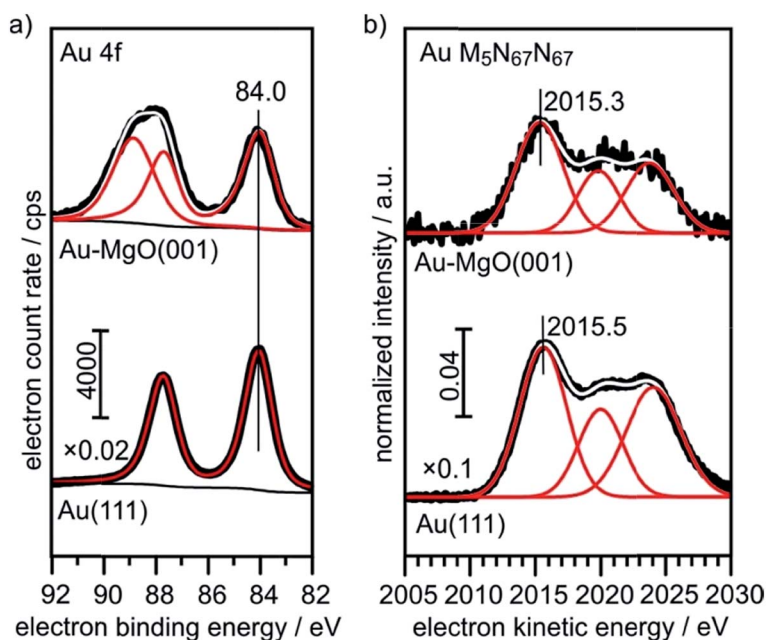 a)
Au 4f
84.0
Au-MgO(001)
4000
×0.02
Au(111)
electron count rate / cps
92 90 88 86 84 82
electron binding energy / eV
b)
Au M₅N₆₇N₆₇
2015.3
Au-MgO(001)
2015.5
0.04
×0.1
Au(111)
normalized intensity / a.u.
2005 2010 2015 2020 2025 2030
electron kinetic energy / eV